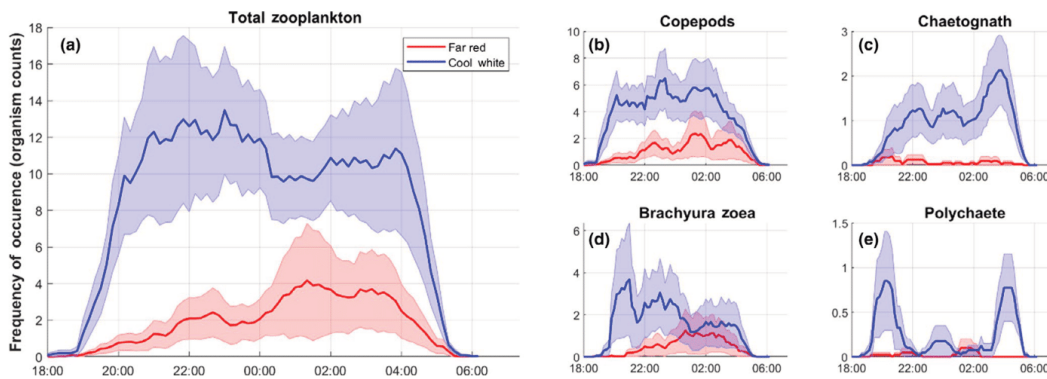 Total zooplankton
Frequency of occurence (organism counts)
(a)
Far red
Cool white
18
16
14
12
10
8
6
4
2
0
18:00 20:00 22:00 00:00 02:00 04:00 06:00
Copepods
(b)
10
8
6
4
2
0
18:00 22:00 02:00 06:00
Chaetognath
(c)
3
2
1
0
18:00 22:00 02:00 06:00
Brachyura zoea
(d)
6
4
2
0
18:00 22:00 02:00 06:00
Polychaete
(e)
1.5
1
0.5
0
18:00 22:00 02:00 06:00